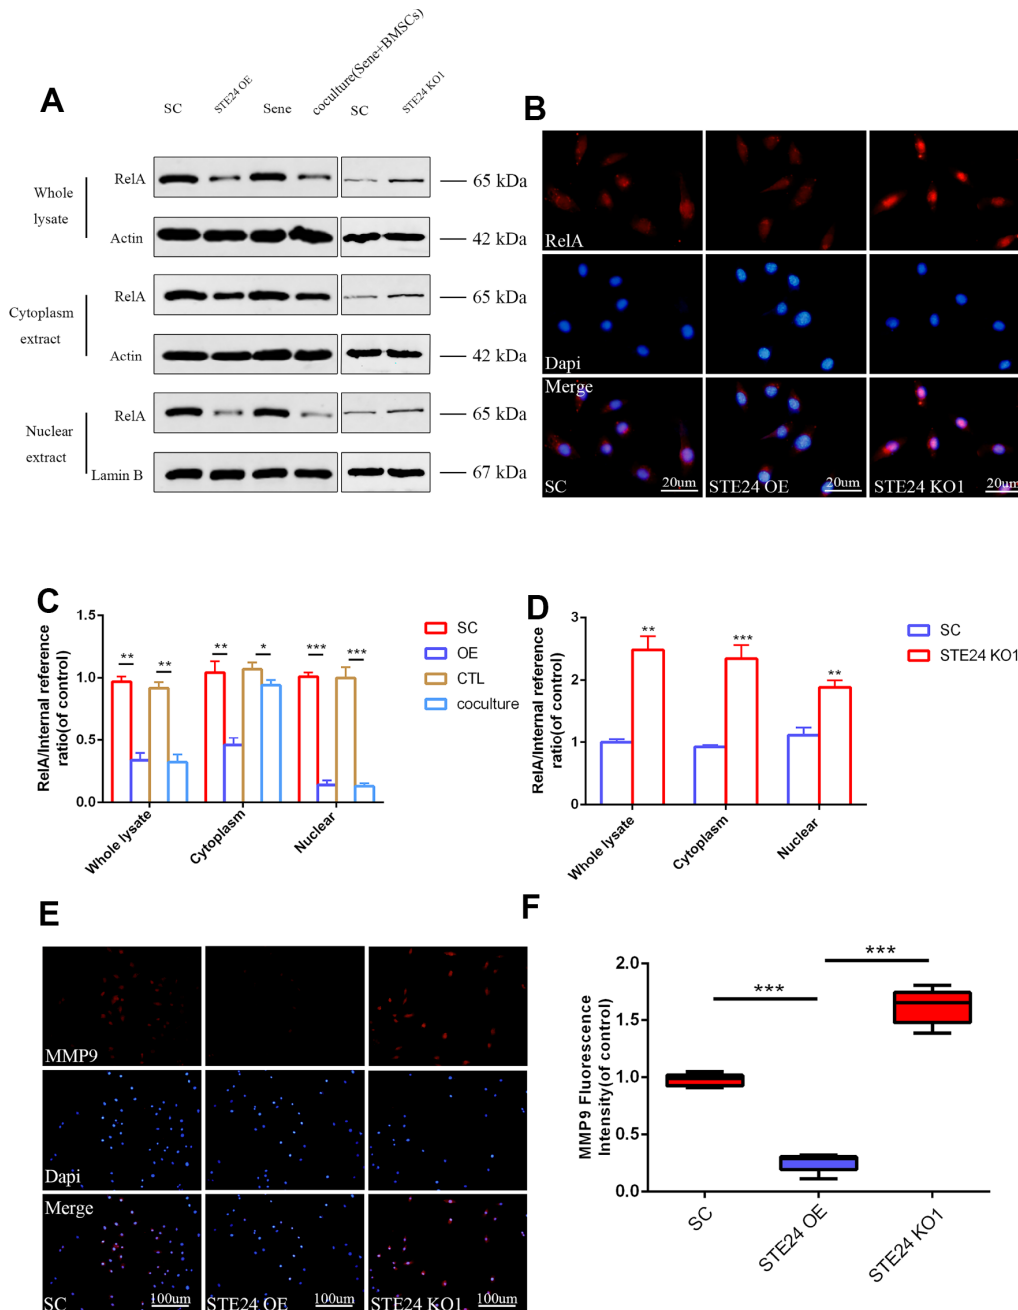 A
SC
STE24 OE
Sene
coculture(Sene+BMSCs)
SC
STE24 KO1
Whole
lysate
RelA
65 kDa
Actin
42 kDa
Cytoplasm
extract
RelA
65 kDa
Actin
42 kDa
Nuclear
extract
RelA
65 kDa
Lamin B
67 kDa
B
RelA
Dapi
Merge
SC
20um
STE24 OE
20um
STE24 KO1
20um
C
RelA/Internal reference
ratio(of control)
1.5
1.0
0.5
0.0
** ** ** * *** ***
Whole lysate
Cytoplasm
Nuclear
SC
OE
CTL
coculture
D
RelA/Internal reference
ratio(of control)
3
2
1
0
** *** **
Whole lysate
Cytoplasm
Nuclear
SC
STE24 KO1
E
MMP9
Dapi
Merge
SC
100um
STE24 OE
100um
STE24 KO1
100um
F
MMP9 Fluorescence
Intensity(of control)
2.0
1.5
1.0
0.5
0.0
***
***
SC
STE24 OE
STE24 KO1